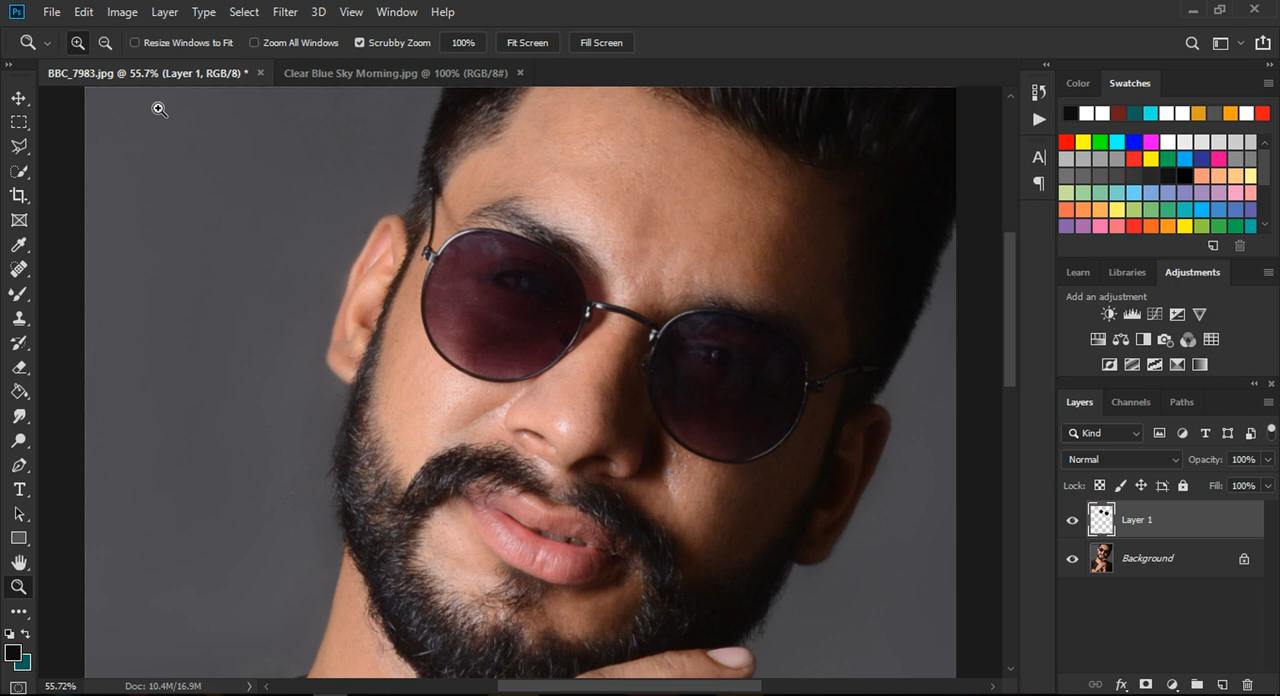 Ps File Edit Image Layer Type Select Filter 3D View Window Help
Resize Windows to Fit Zoom All Windows Scrubby Zoom 100% Fit Screen Fill Screen
BBC_7983.jpg @ 55.7% (Layer 1, RGB/8) * Clear Blue Sky Morning.jpg @ 100% (RGB/8#)
Color Swatches
Learn Libraries Adjustments
Add an adjustment
Layers Channels Paths
Kind
Normal Opacity: 100%
Lock: Fill: 100%
Layer 1
Background
fx
55.72% Doc: 10.4M/16.9M